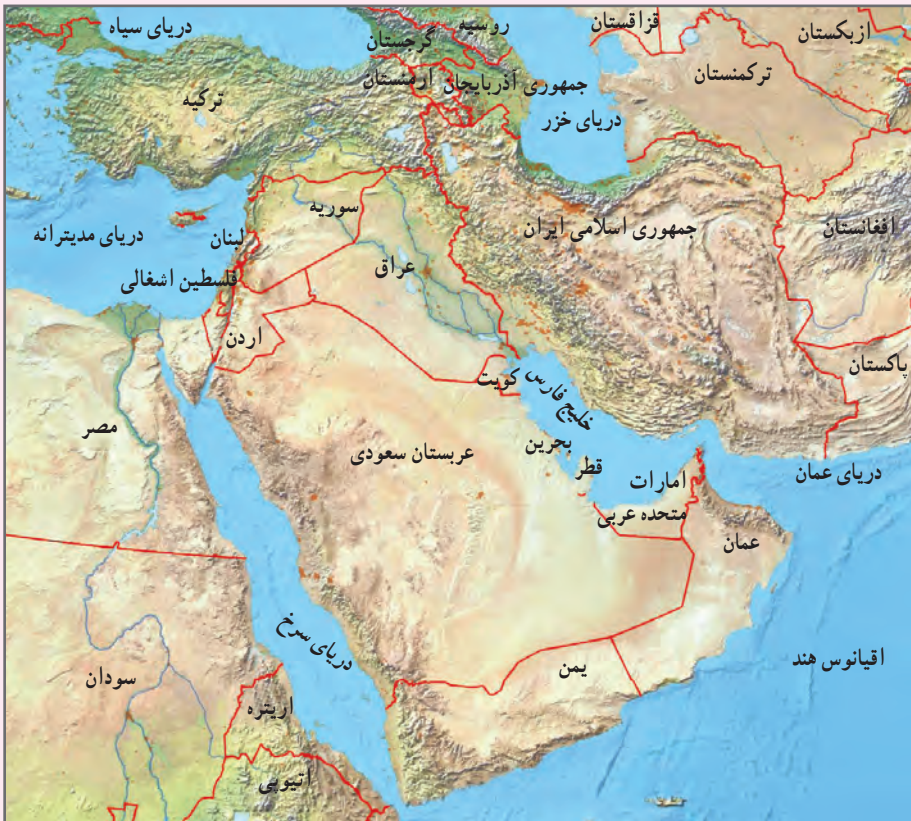 دریای سیاه
روسیه
قزاقستان
ازبکستان
گرجستان
ترکمنستان
ارمنستان
جمهوری آذربایجان
ترکیه
دریای خزر
سوریه
جمهوری اسلامی ایران
افغانستان
دریای مدیترانه
لبنان
عراق
فلسطین اشغالی
اردن
پاکستان
کویت
خلیج فارس
مصر
بحرین
عربستان سعودی
قطر
دریای عمان
امارات
متحده عربی
عمان
دریای سرخ
یمن
اقیانوس هند
سودان
اریتره
اتیوپی